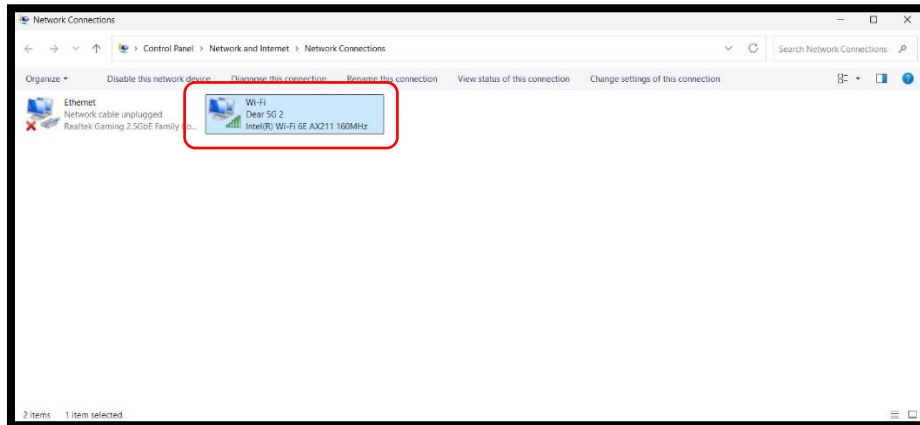 Network Connections
Control Panel > Network and Internet > Network Connections
Search Network Connections
Organize
Disable this network device
Diagnose this connection
Rename this connection
View status of this connection
Change settings of this connection
Ethernet
Network cable unplugged
Realtek Gaming 2.5GbE Family Co...
Wi-Fi
Dear 5G 2
Intel(R) Wi-Fi 6E AX211 160MHz
2 items
1 item selected